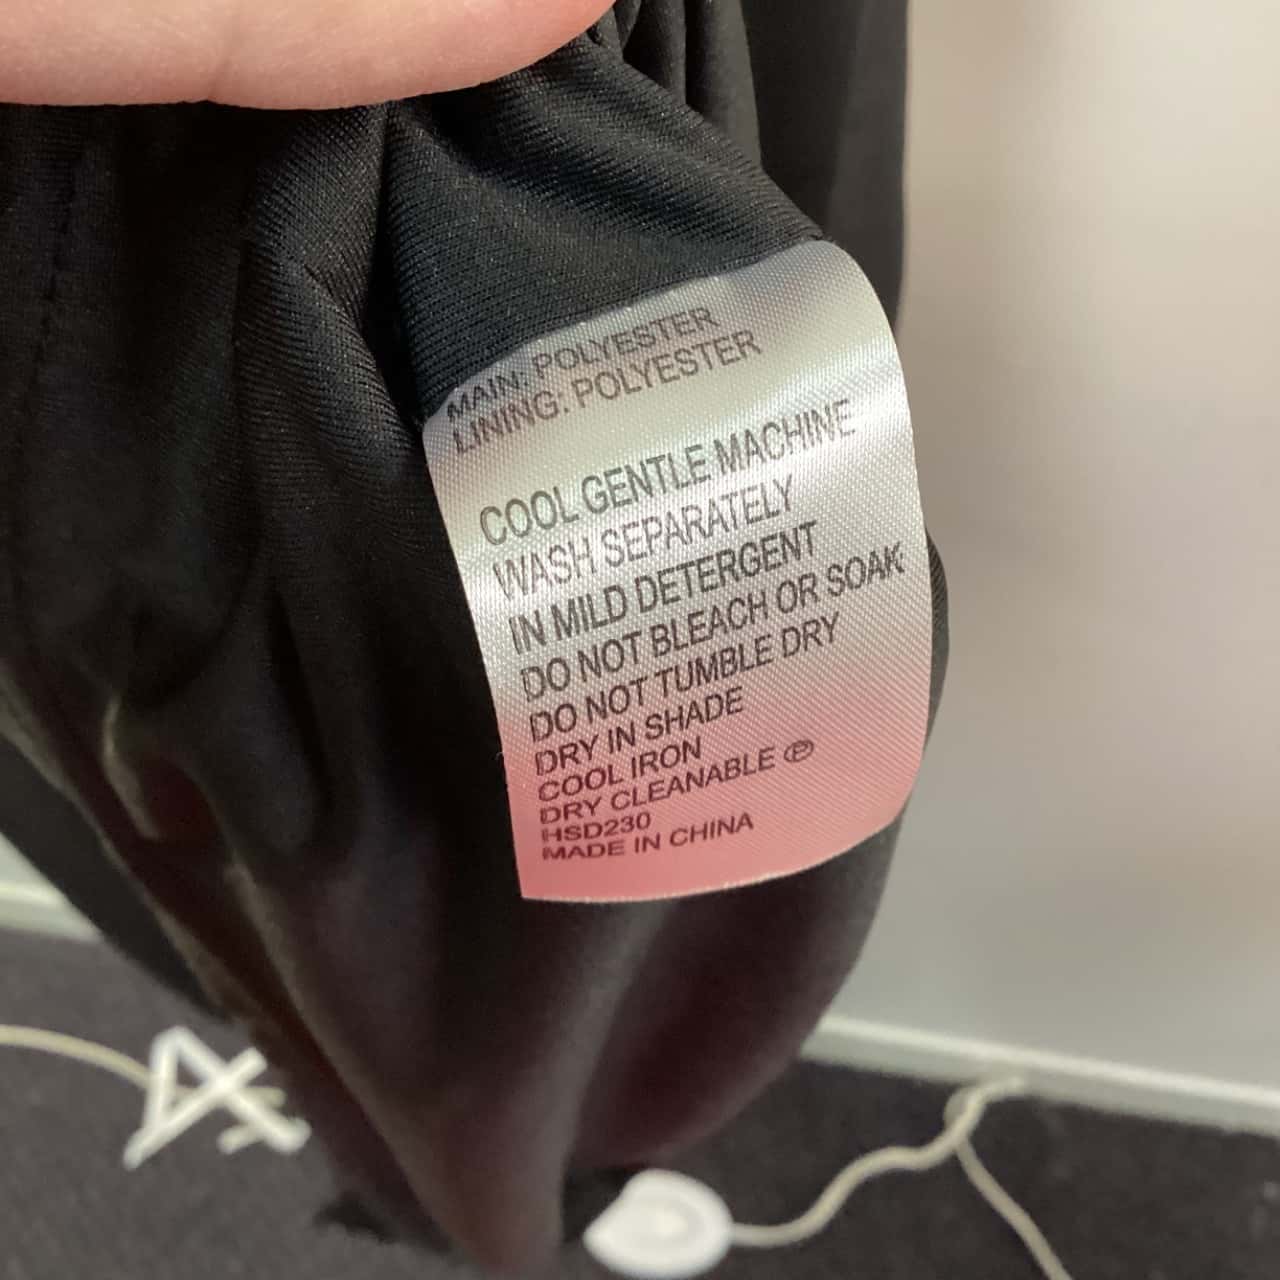 MAIN: POLYESTER
LINING: POLYESTER
COOL GENTLE MACHINE
WASH SEPARATELY
IN MILD DETERGENT
DO NOT BLEACH OR SOAK
DO NOT TUMBLE DRY
DRY IN SHADE
COOL IRON
DRY CLEANABLE Ⓟ
HSD230
MADE IN CHINA